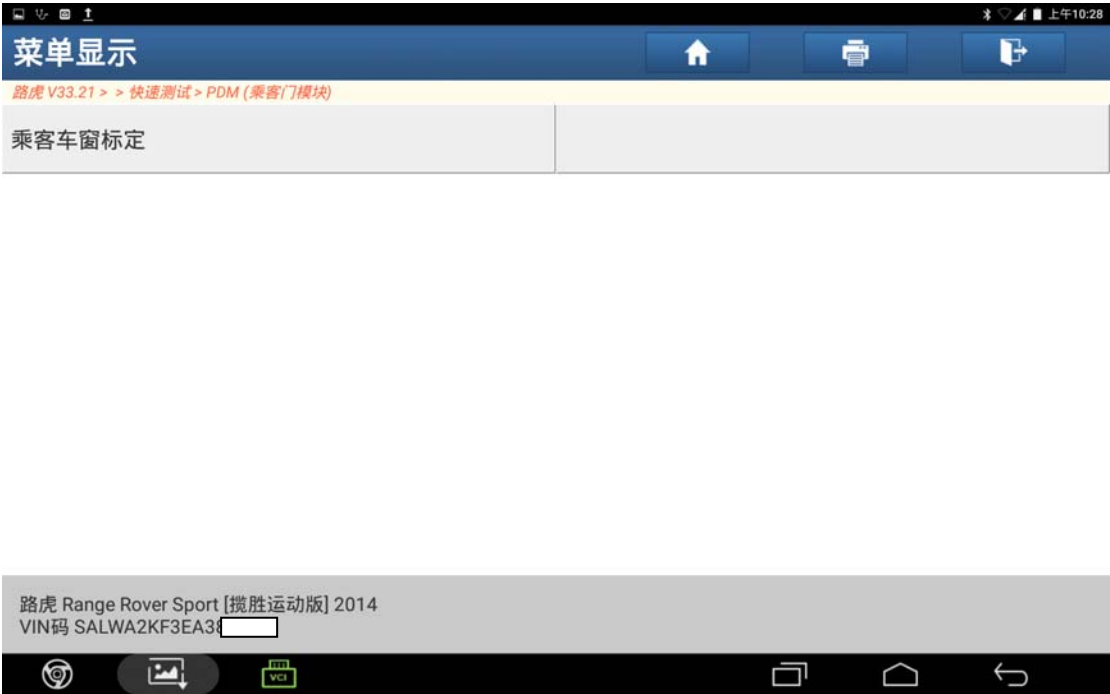 上午10:28
菜单显示
路虎 V33.21 > > 快速测试 > PDM (乘客门模块)
乘客车窗标定
路虎 Range Rover Sport [揽胜运动版] 2014
VIN码 SALWA2KF3EA38
VCI